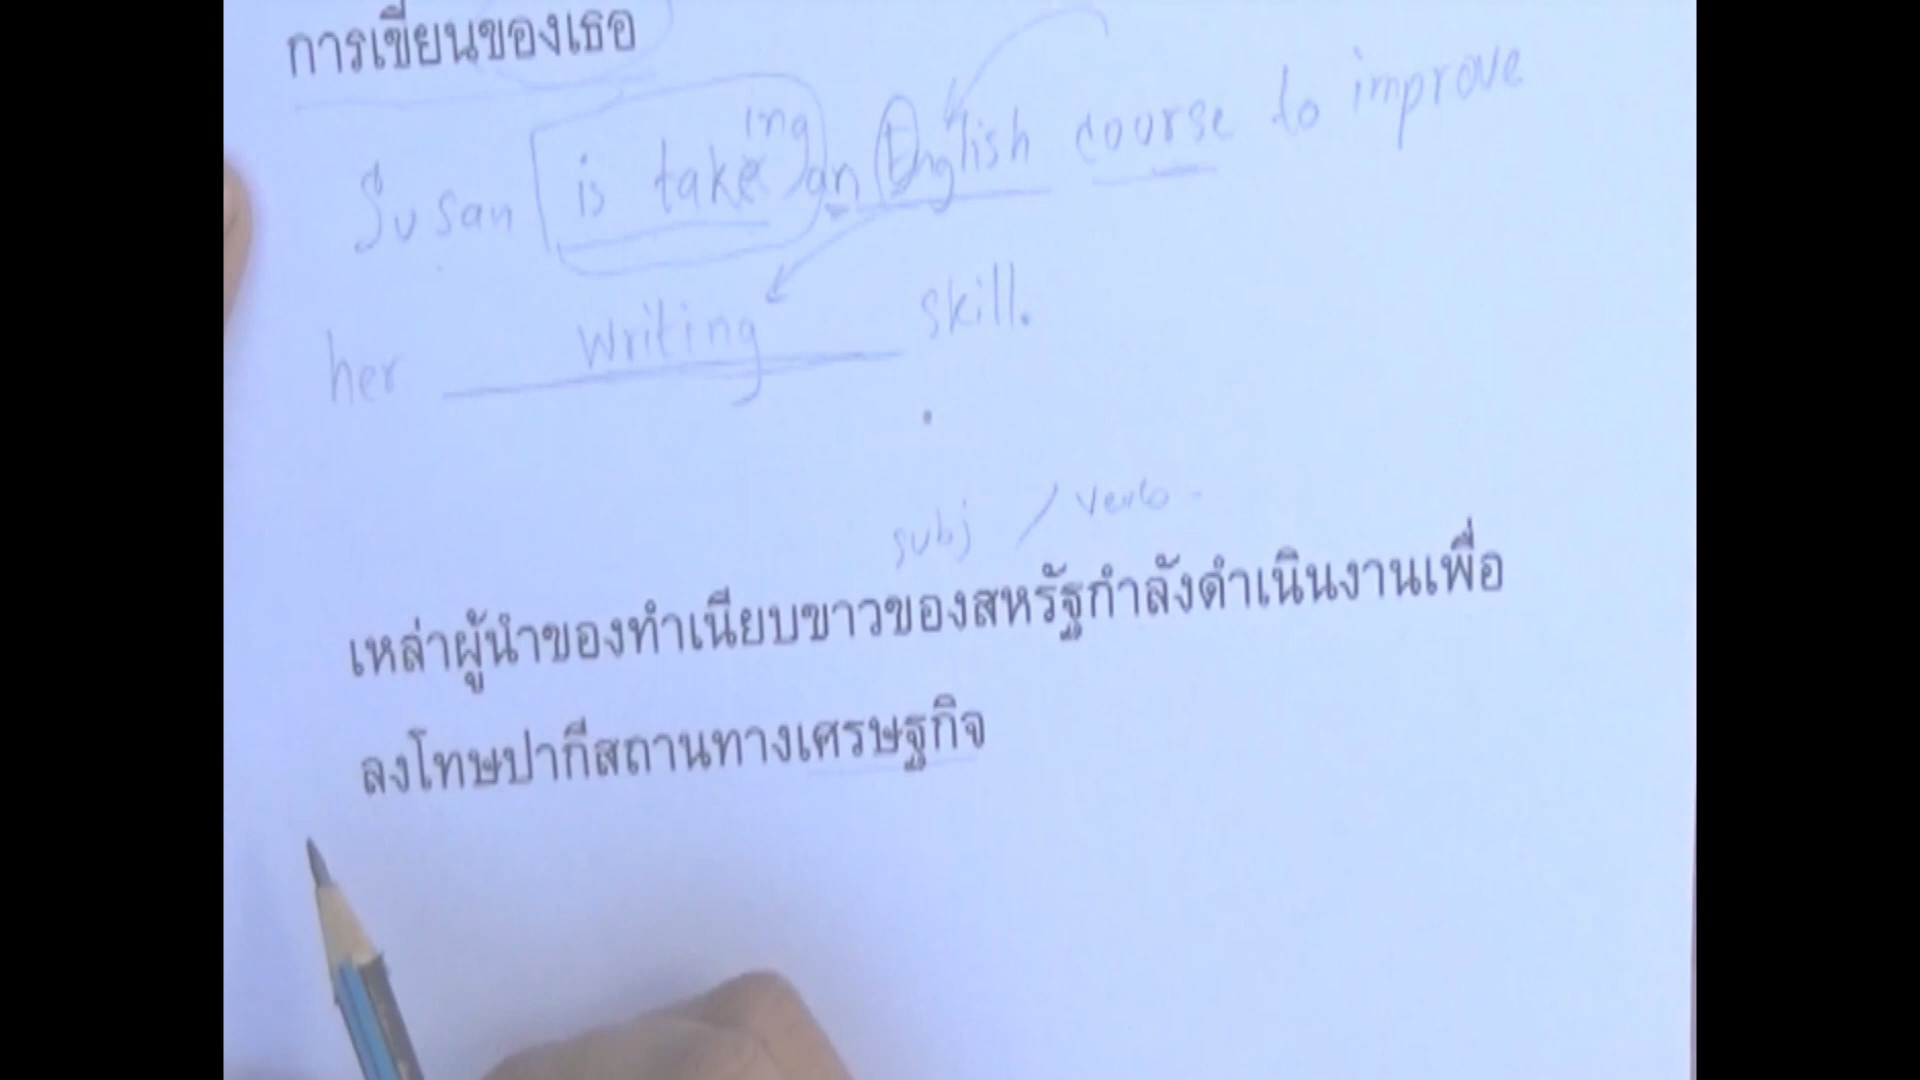 การเขียนของเธอ
ing
Susan is take an English course to improve
her writing skill.
subj / verb
เหล่าผู้นำของทำเนียบขาวของสหรัฐกำลังดำเนินงานเพื่อ
ลงโทษปากีสถานทางเศรษฐกิจ